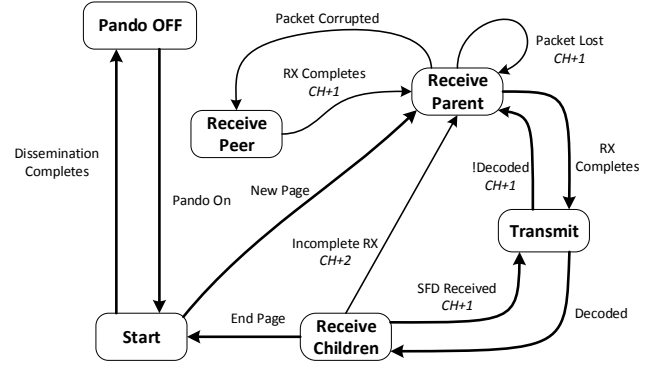 Pando OFF
Packet Corrupted
Packet Lost
CH+1
RX Completes
CH+1
Receive
Parent
Receive
Peer
Dissemination
Completes
!Decoded
CH+1
RX
Completes
Pando On
New Page
Transmit
Incomplete RX
CH+2
SFD Received
CH+1
Decoded
End Page
Start
Receive
Children